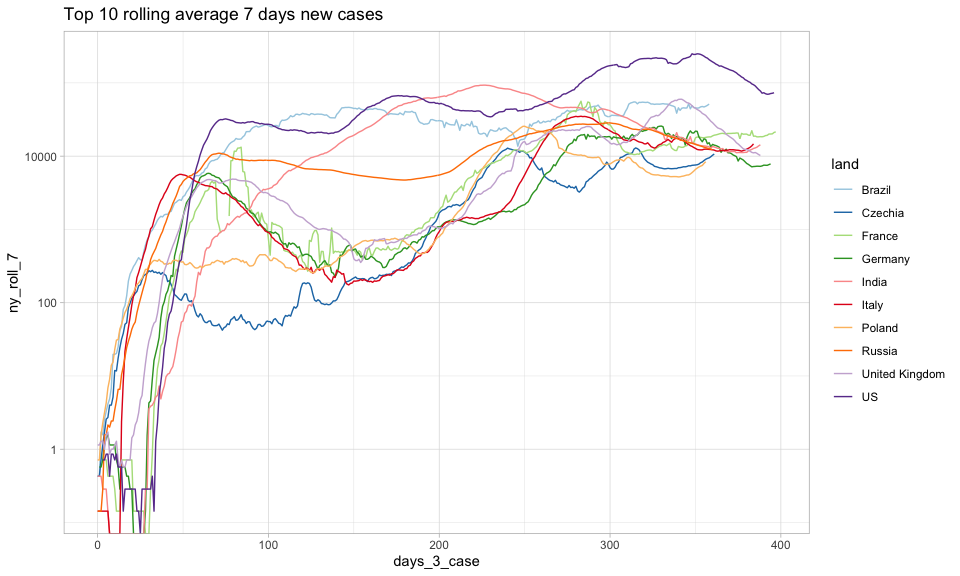 Top 10 rolling average 7 days new cases
ny_roll_7
10000
100
1
0
100
200
300
400
days_3_case
land
Brazil
Czechia
France
Germany
India
Italy
Poland
Russia
United Kingdom
US